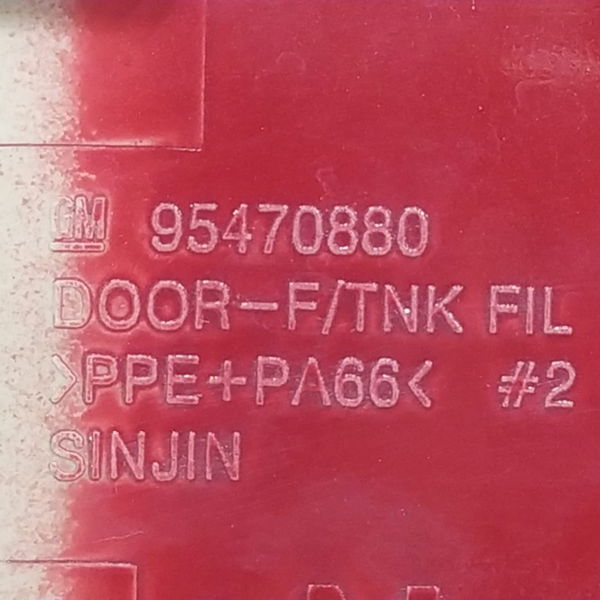 GM 95470880
DOOR-F/TNK FIL
>PPE+PA66< #2
SINJIN